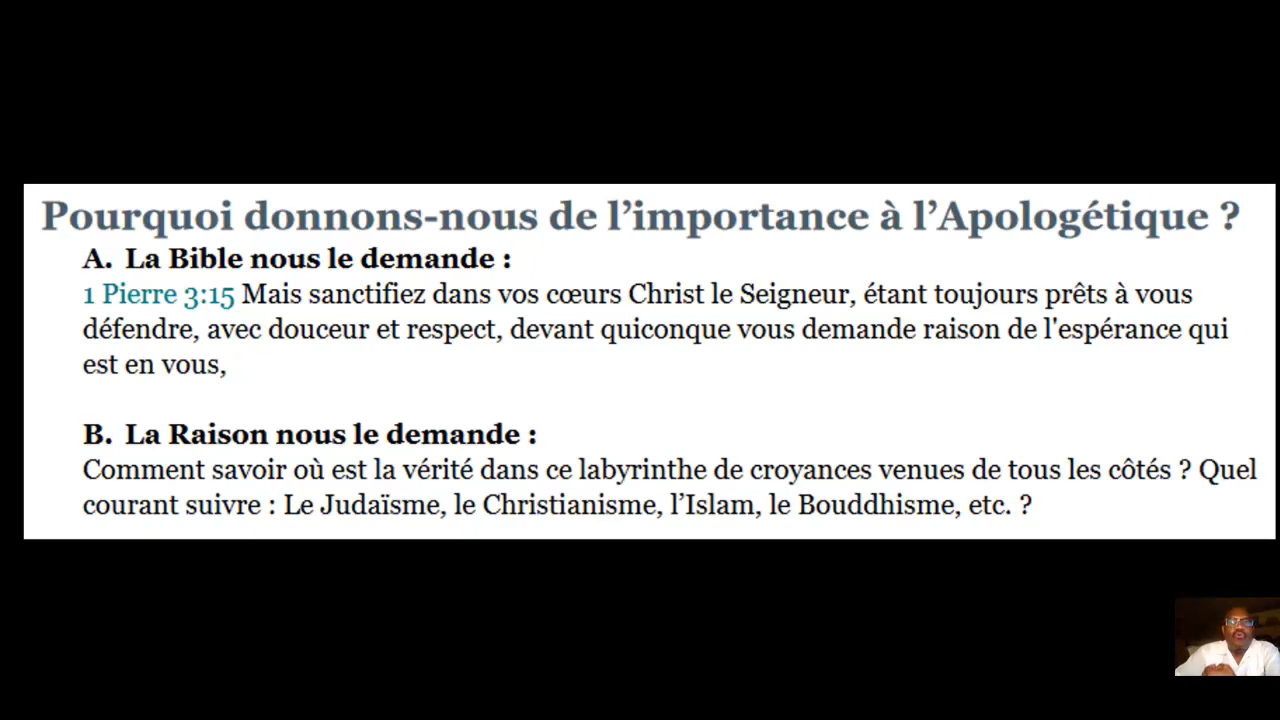 Pourquoi donnons-nous de l’importance à l’Apologétique ?
A. La Bible nous le demande :
1 Pierre 3:15 Mais sanctifiez dans vos cœurs Christ le Seigneur, étant toujours prêts à vous
défendre, avec douceur et respect, devant quiconque vous demande raison de l'espérance qui
est en vous,
B. La Raison nous le demande :
Comment savoir où est la vérité dans ce labyrinthe de croyances venues de tous les côtés ? Quel
courant suivre : Le Judaïsme, le Christianisme, l’Islam, le Bouddhisme, etc. ?